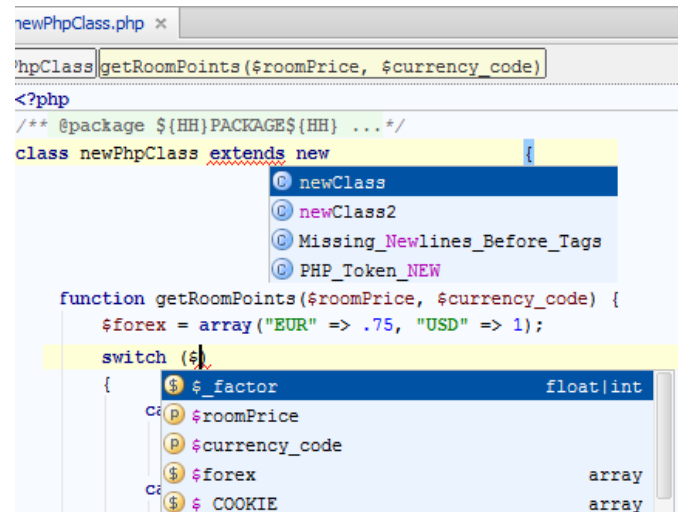 newPhpClass.php ×
PhpClass getRoomPoints($roomPrice, $currency_code)
<?php
/** @package ${HH}PACKAGE${HH} ...*/
class newPhpClass extends new {
newClass
newClass2
Missing_Newlines_Before_Tags
PHP_Token_NEW
function getRoomPoints($roomPrice, $currency_code) {
$forex = array("EUR" => .75, "USD" => 1);
switch ($)
{ $_factor float|int
ca $roomPrice
$currency_code
$forex array
ca $_COOKIE array